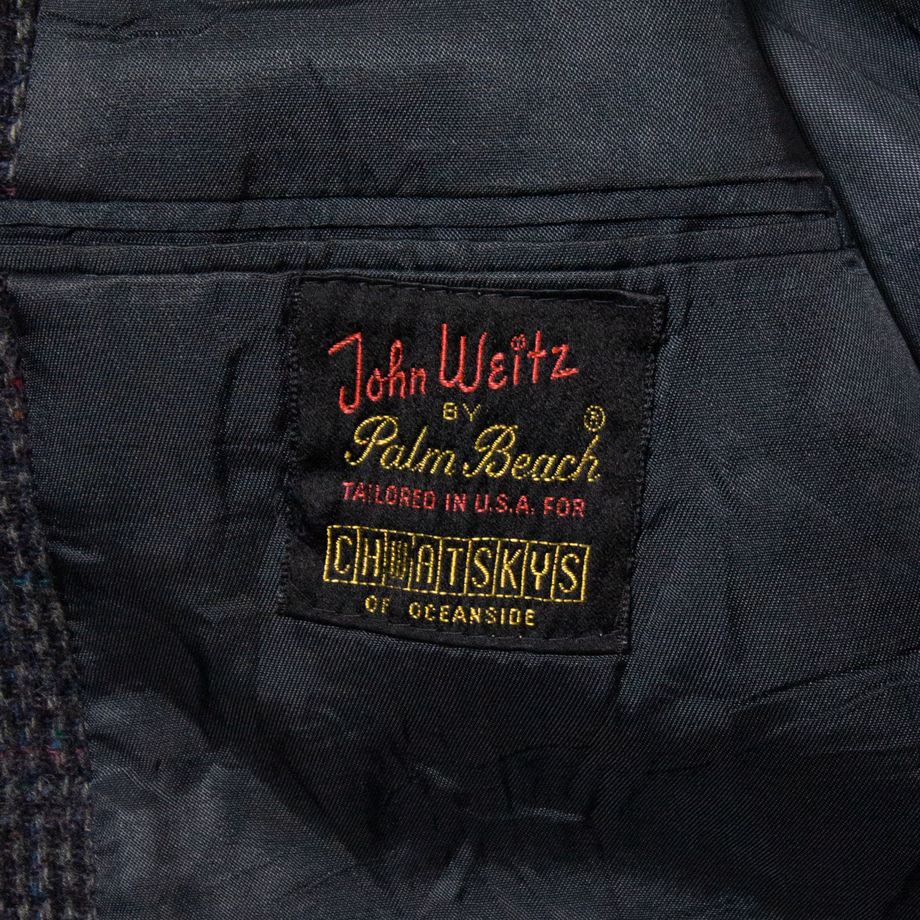 John Weitz
BY
Palm Beach®
TAILORED IN U.S.A. FOR
CHWATSKYS
OF OCEANSIDE